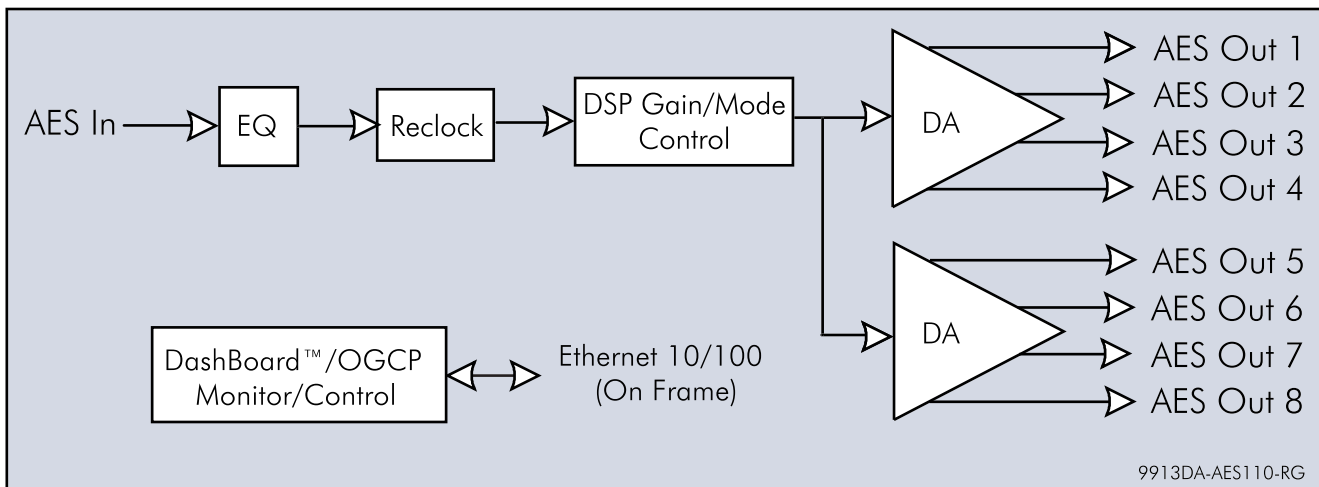 AES In
EQ
Reclock
DSP Gain/Mode
Control
DA
AES Out 1
AES Out 2
AES Out 3
AES Out 4
DA
AES Out 5
AES Out 6
AES Out 7
AES Out 8
DashBoard™/OGCP
Monitor/Control
Ethernet 10/100
(On Frame)
9913DA-AES110-RG